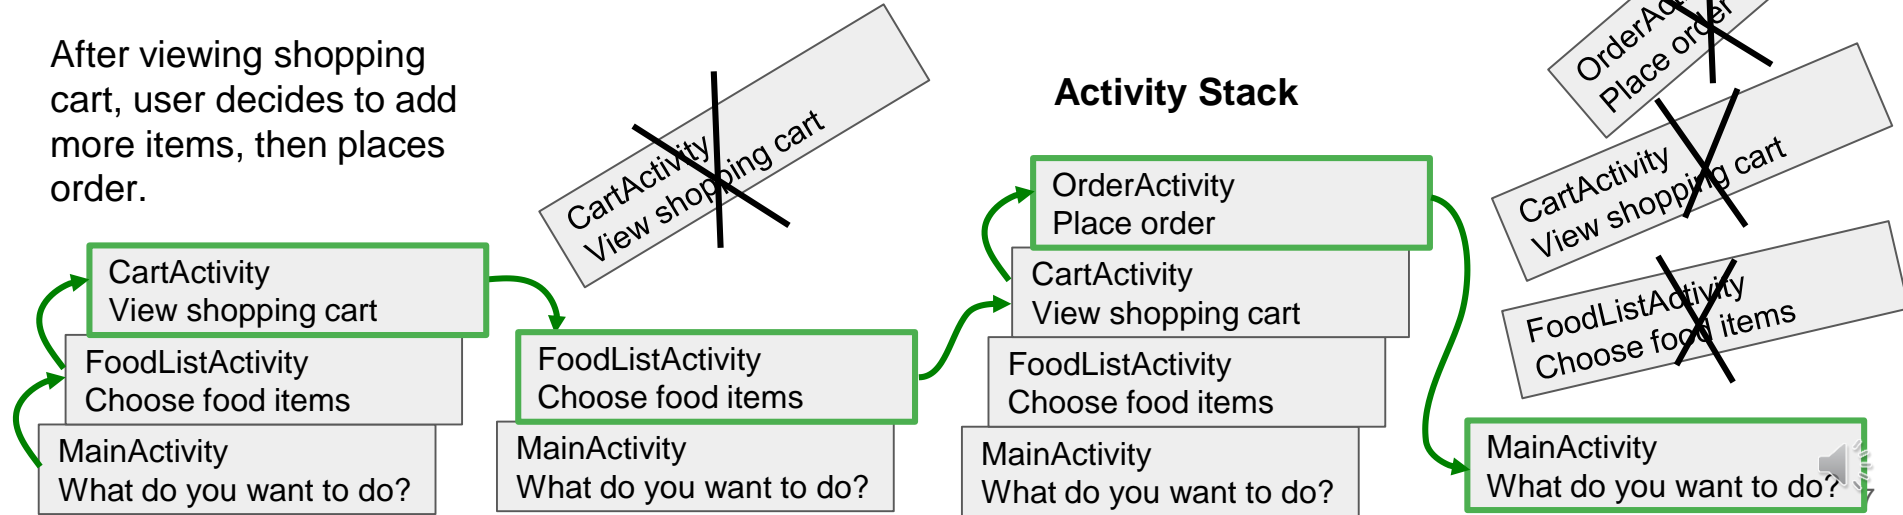 After viewing shopping
cart, user decides to add
more items, then places
order.
CartActivity
View shopping cart
FoodListActivity
Choose food items
MainActivity
What do you want to do?
CartActivity
View shopping cart
FoodListActivity
Choose food items
MainActivity
What do you want to do?
Activity Stack
OrderActivity
Place order
CartActivity
View shopping cart
FoodListActivity
Choose food items
MainActivity
What do you want to do?
Place order
CartActivity
View shopping cart
FoodListActivity
Choose food items
MainActivity
What do you want to do?
7